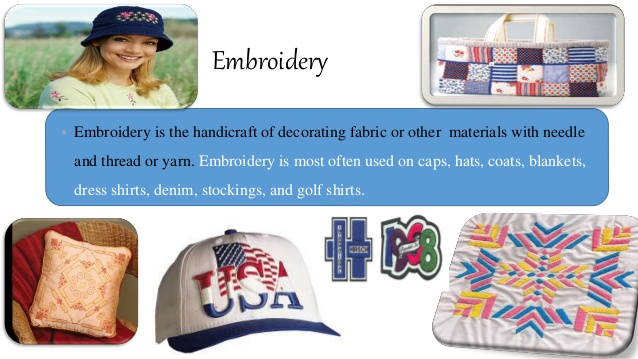 Embroidery
• Embroidery is the handicraft of decorating fabric or other materials with needle
and thread or yarn. Embroidery is most often used on caps, hats, coats, blankets,
dress shirts, denim, stockings, and golf shirts.
USA
1968